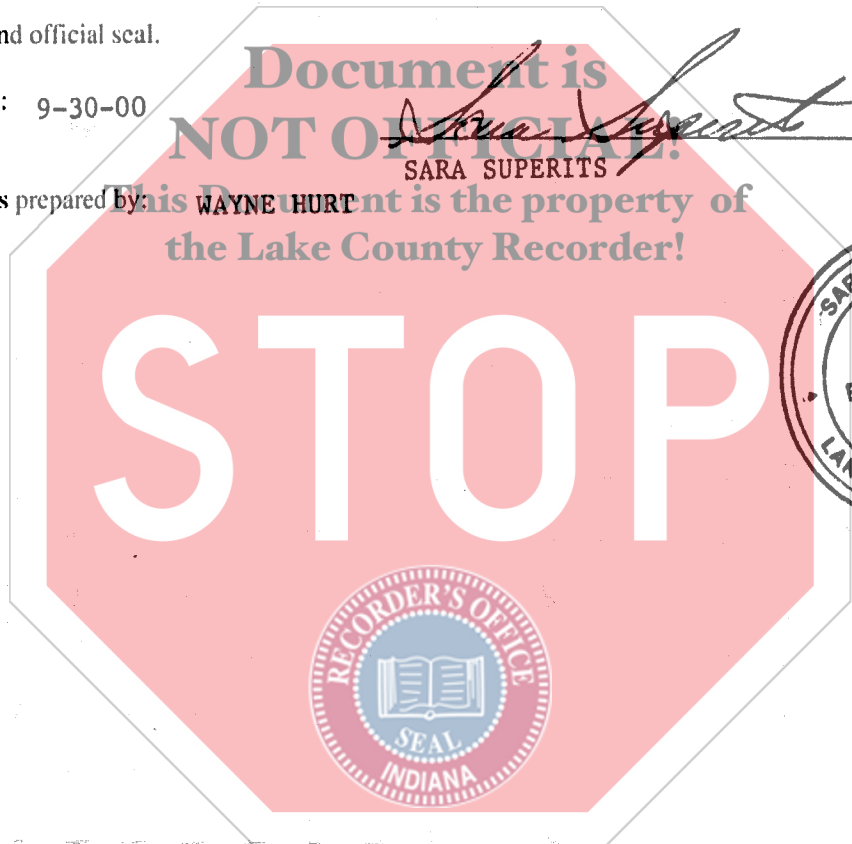 nd official seal.
Document is
: 9-30-00
NOT OFFICIAL!
SARA SUPERITS
s prepared by: WAYNE HURT
This Document is the property of
the Lake County Recorder!
STOP
RECORDER'S OFFICE
SEAL
INDIANA